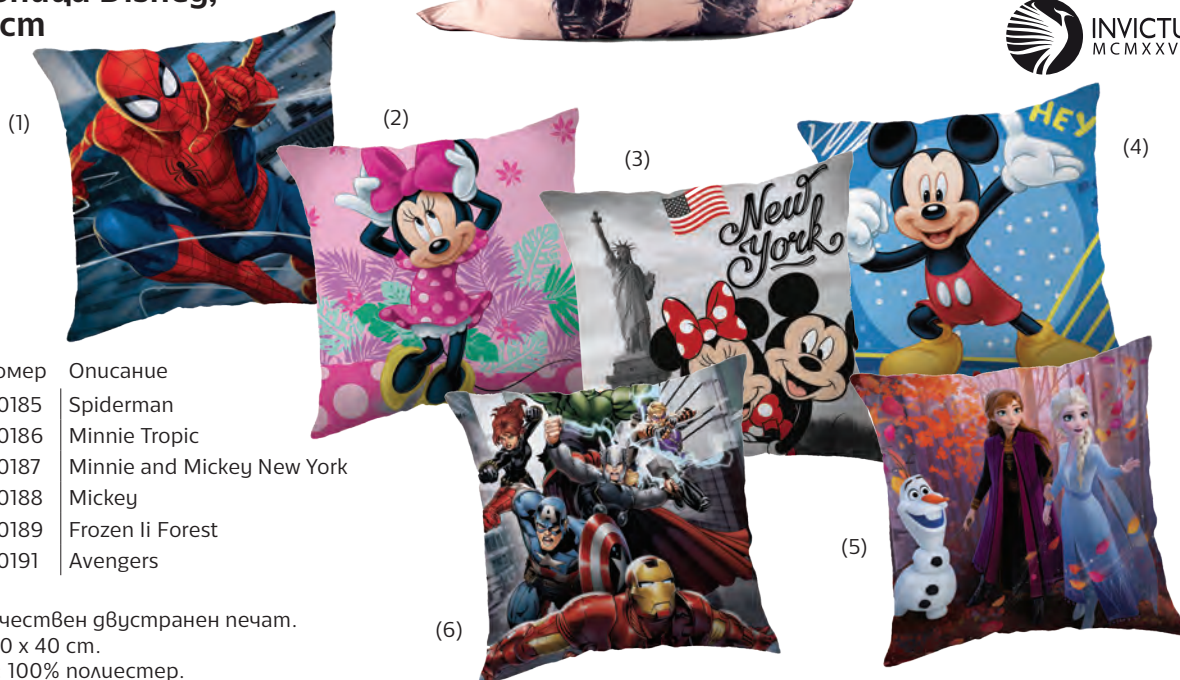 Disney,
cm
INVICTU
MCMXXV
(1)
(2)
(3)
(4)
HEY
New
York
омер Описание
0185 Spiderman
0186 Minnie Tropic
0187 Minnie and Mickey New York
0188 Mickey
0189 Frozen Ii Forest
0191 Avengers
(5)
(6)
чествен двустранен печат.
0 x 40 cm.
100% полиестер.